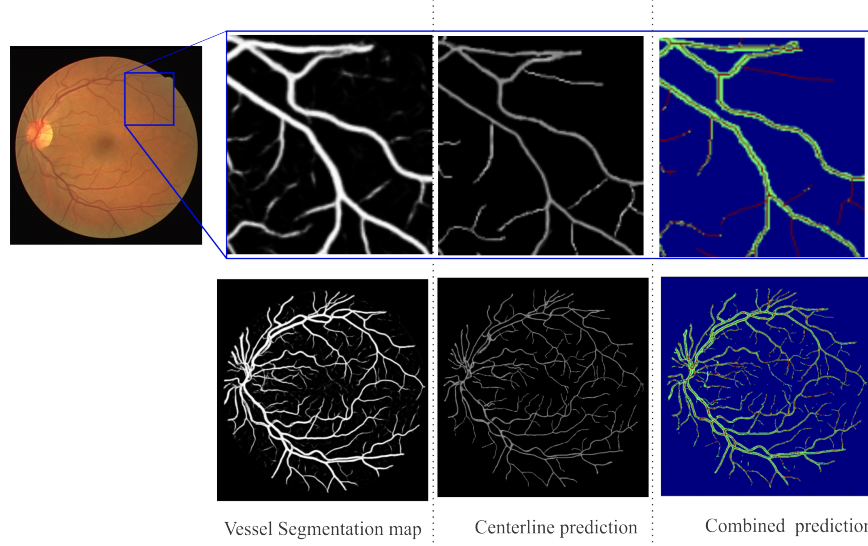 Vessel Segmentation map
Centerline prediction
Combined prediction